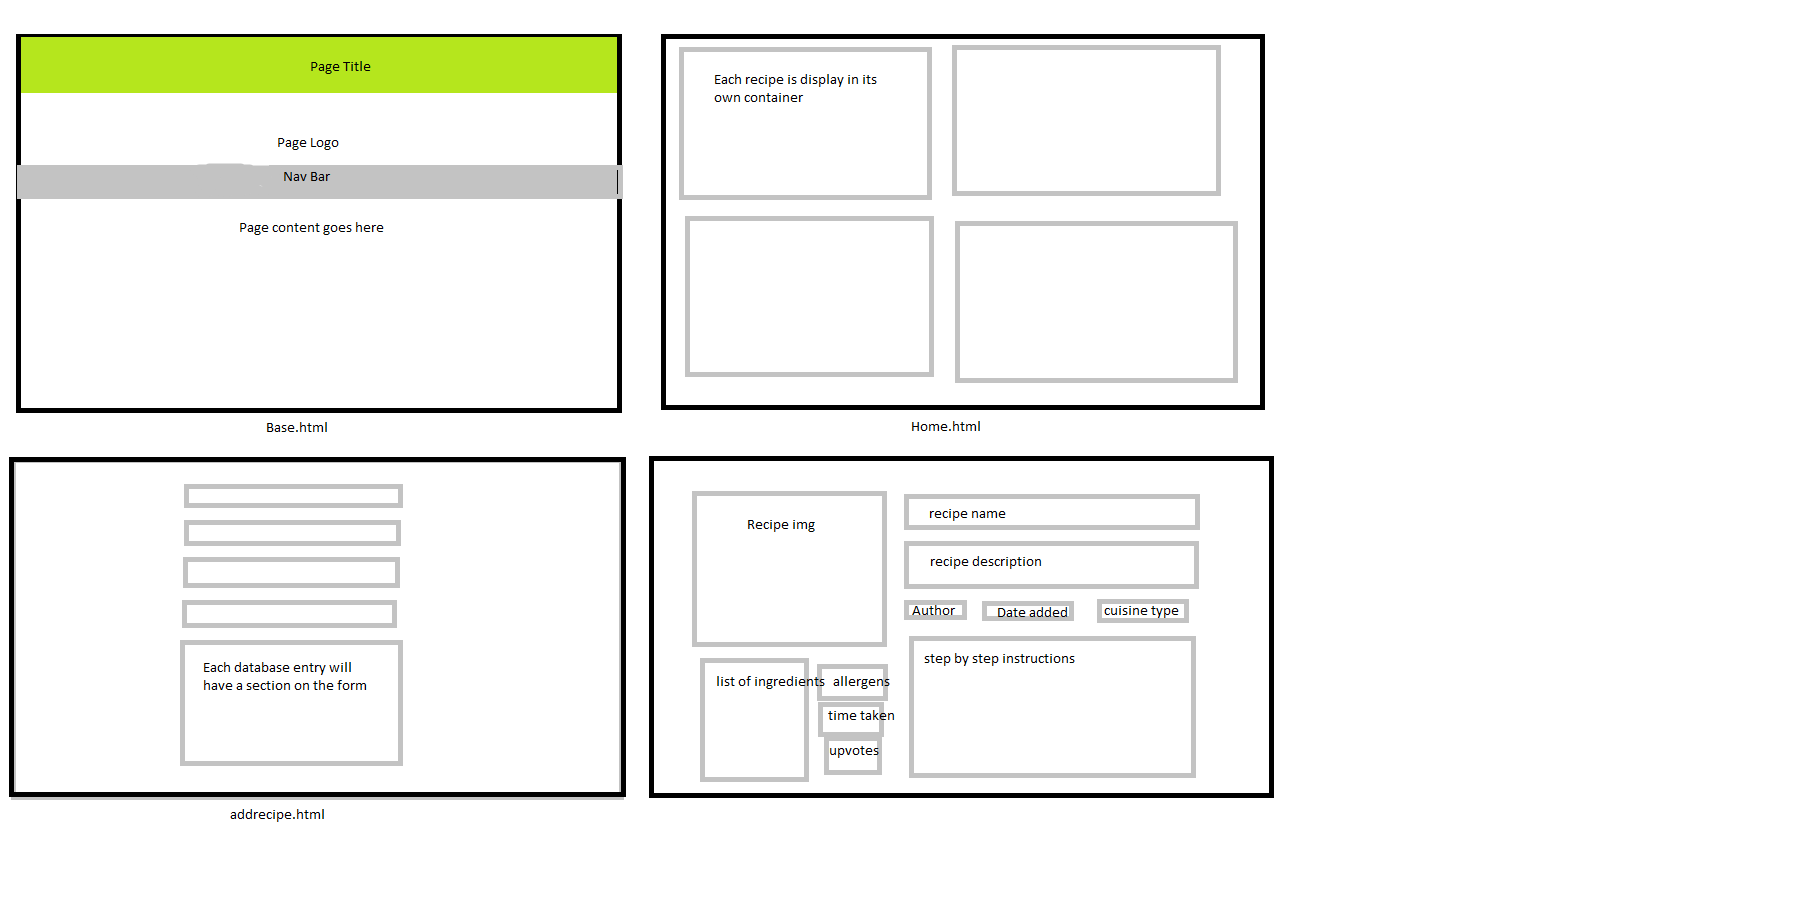 Page Title
Page Logo
Nav Bar
Page content goes here
Base.html
Each recipe is display in its
own container
Home.html
Each database entry will
have a section on the form
addrecipe.html
Recipe img
recipe name
recipe description
Author
Date added
cuisine type
list of ingredients
allergens
time taken
upvotes
step by step instructions